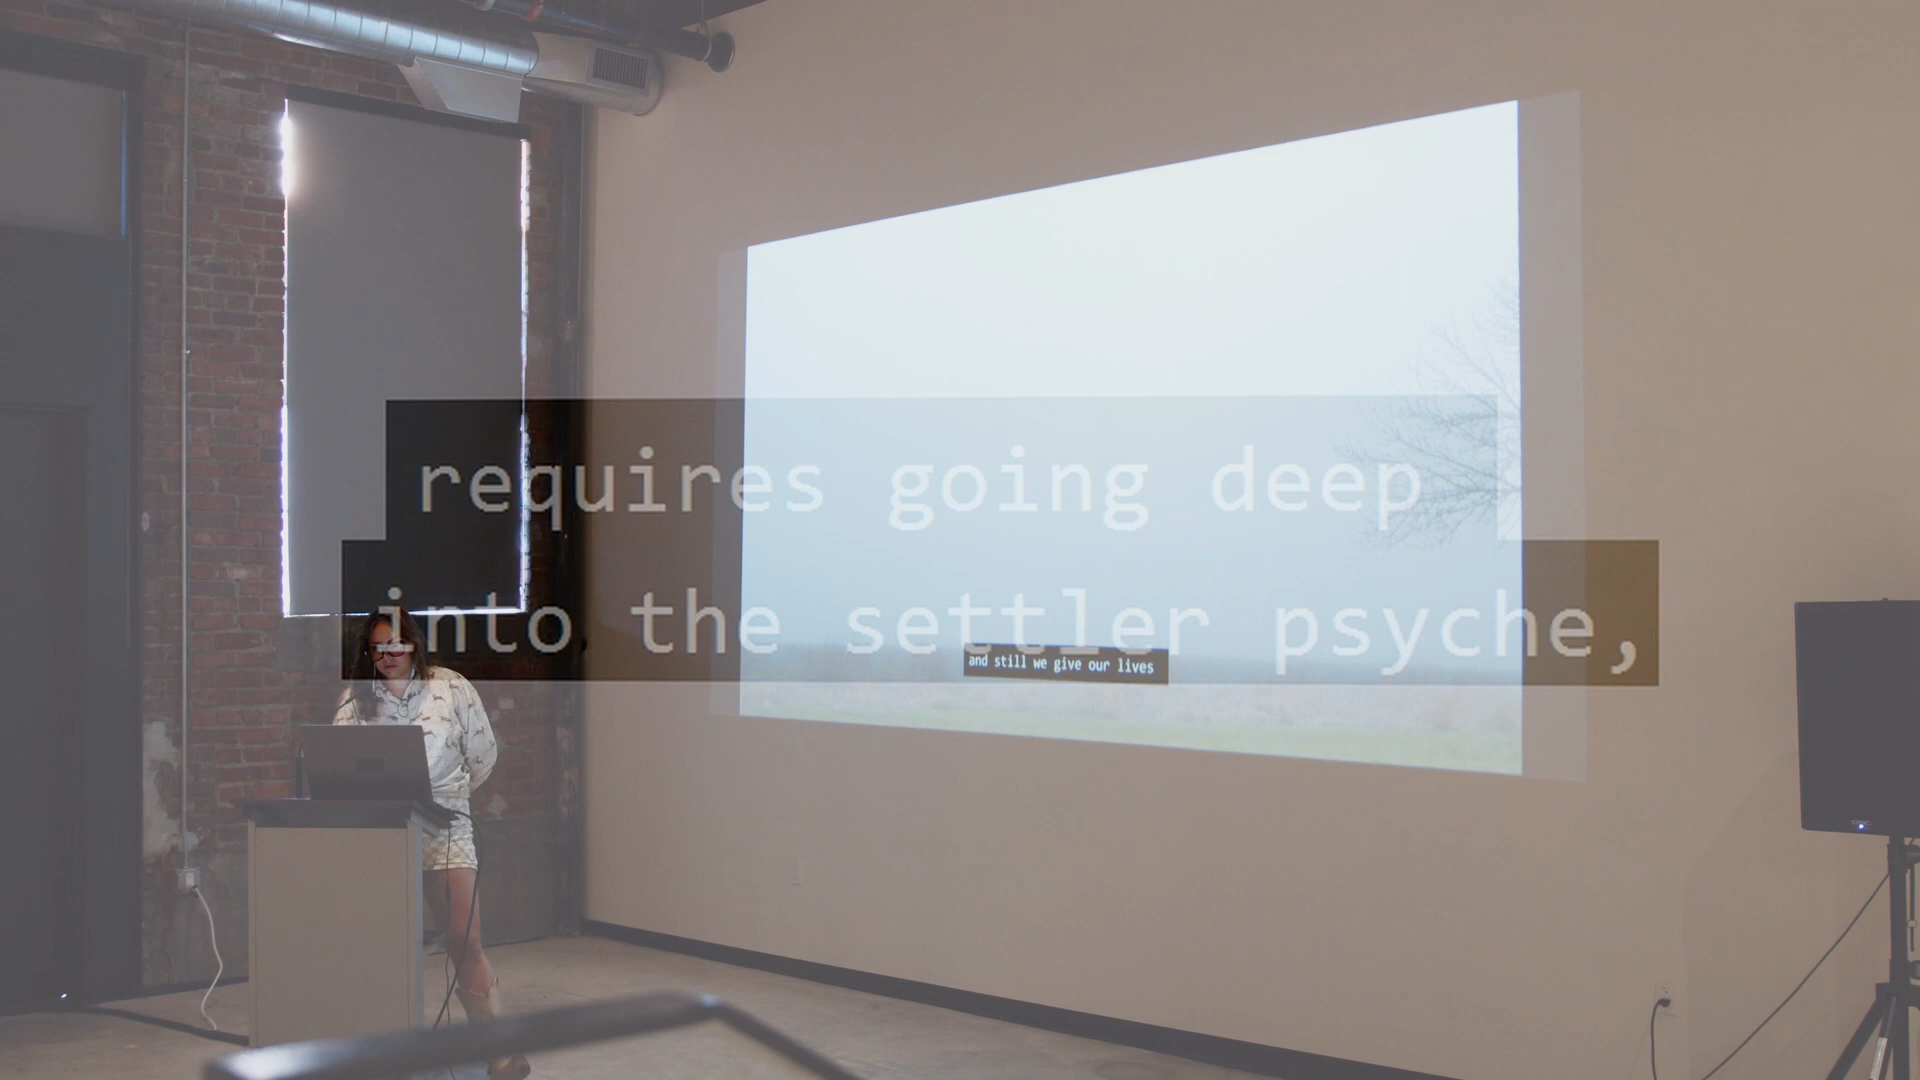 requires going deep
into the settler psyche,
and still we give our lives